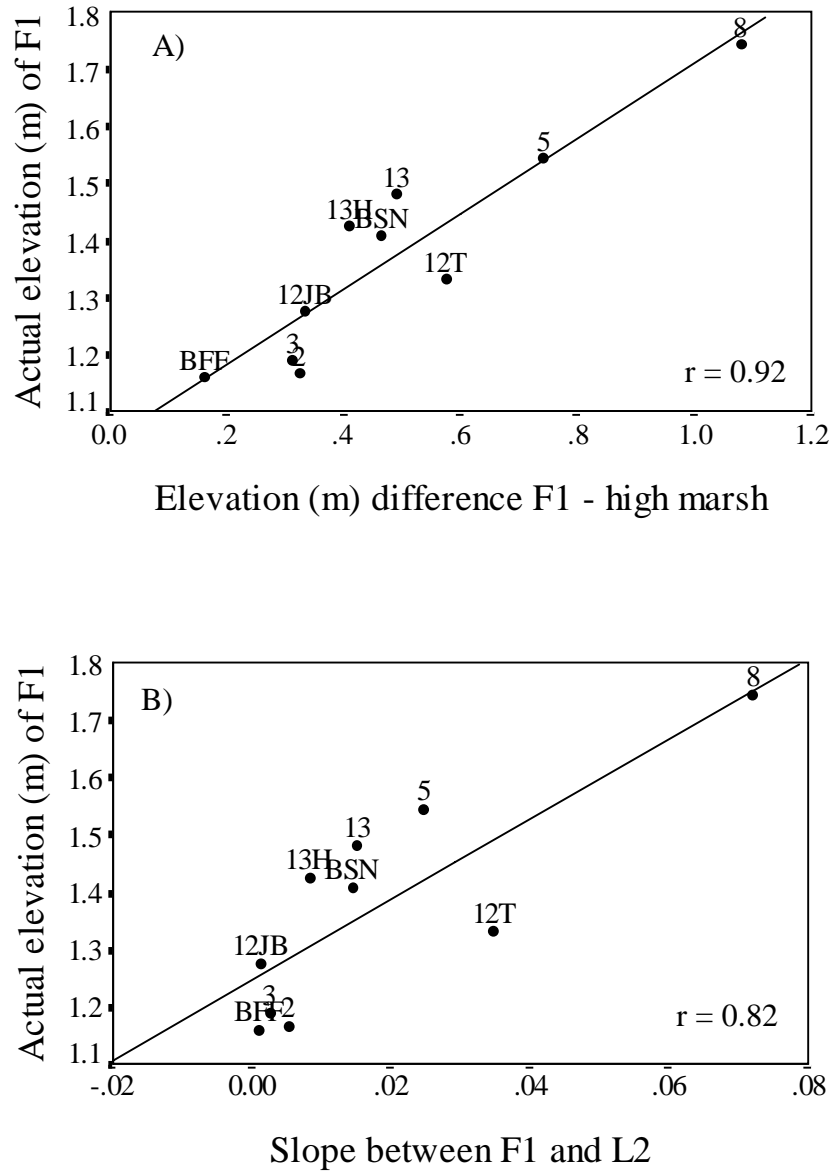 Actual elevation (m) of F1
A)
1.8
1.7
1.6
1.5
1.4
1.3
1.2
1.1
8
5
13
13H
BSN
12T
12JB
3
2
BFF
r = 0.92
0.0 .2 .4 .6 .8 1.0 1.2
Elevation (m) difference F1 - high marsh
Actual elevation (m) of F1
B)
1.8
1.7
1.6
1.5
1.4
1.3
1.2
1.1
8
5
13
13H
BSN
12T
12JB
3
BFF
2
r = 0.82
-.02 0.00 .02 .04 .06 .08
Slope between F1 and L2